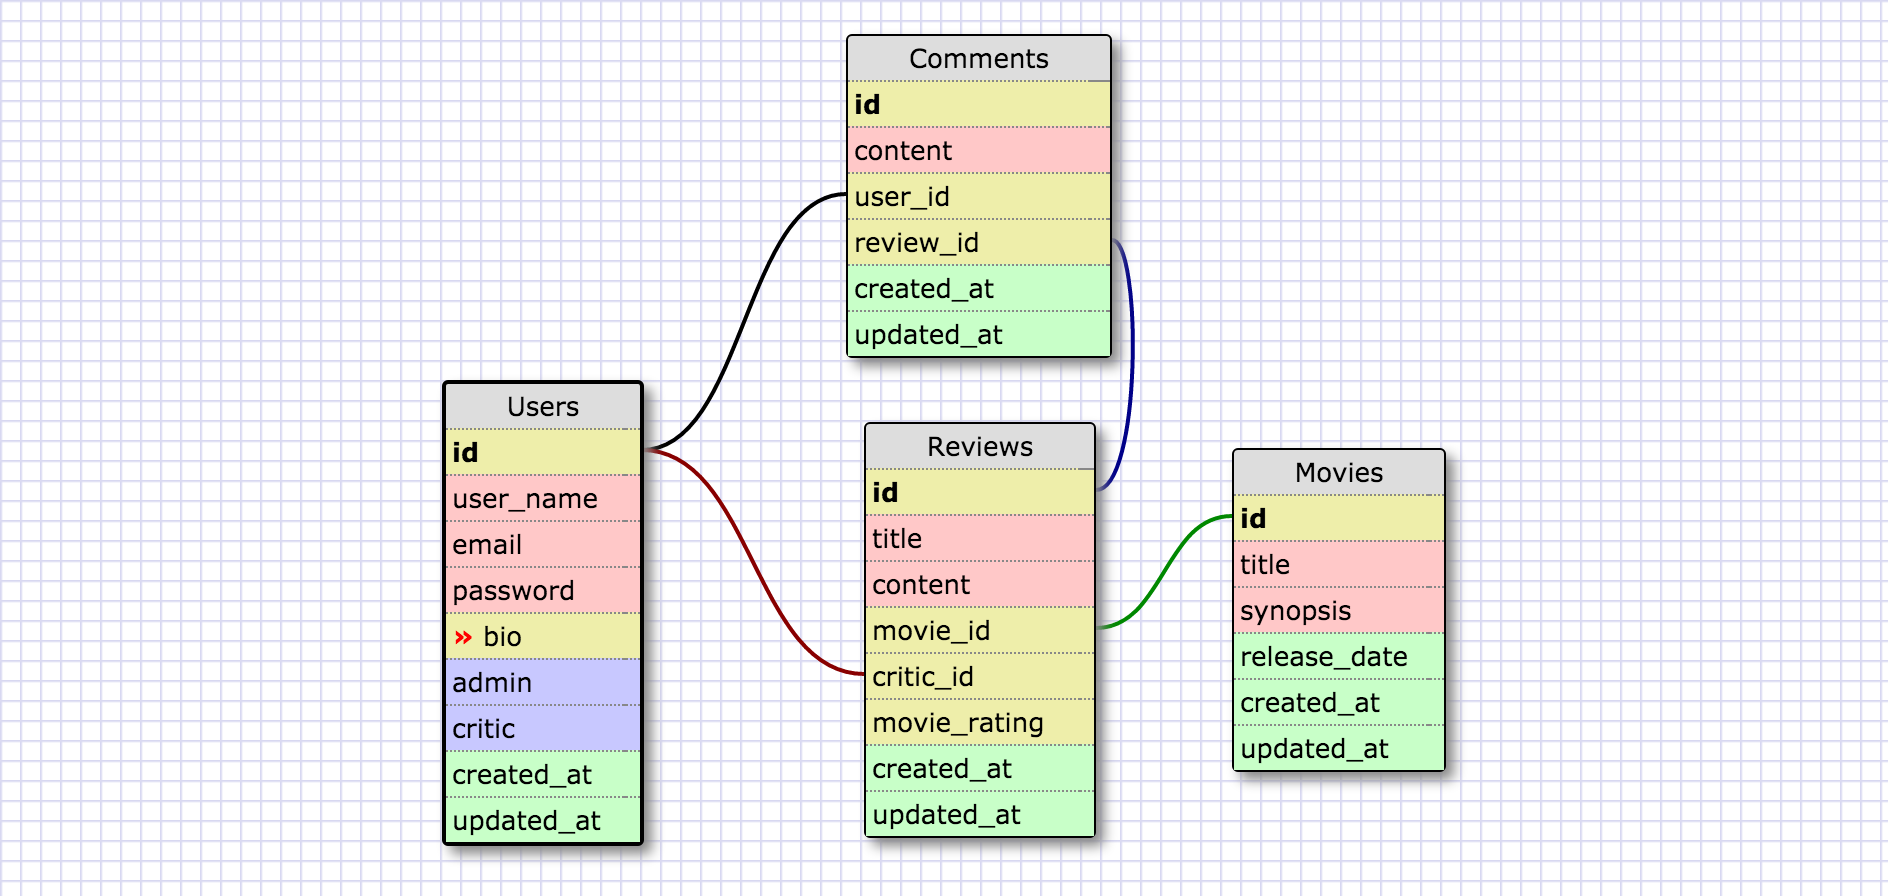 Comments
id
content
user_id
review_id
created_at
updated_at
Users
id
user_name
email
password
» bio
admin
critic
created_at
updated_at
Reviews
id
title
content
movie_id
critic_id
movie_rating
created_at
updated_at
Movies
id
title
synopsis
release_date
created_at
updated_at